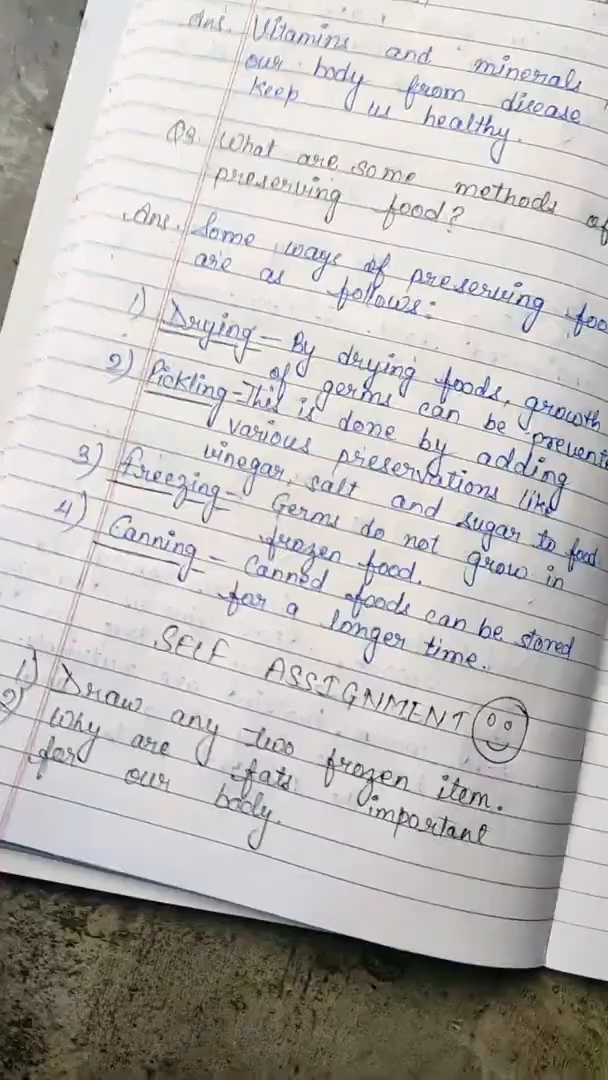 Ans. Vitamins and minerals
our body from disease
keep us healthy.
Q8. What are some methods of
preserving food?
Ans. Some ways of preserving foo
are as follows:
1) Drying – By drying foods, growth
of germs can be prevent
2) Pickling – This is done by adding
various preservations like
vinegar, salt and sugar to food.
3) Freezing – Germs do not grow in
frozen food.
4) Canning – Canned foods can be stored
for a longer time.
SELF ASSIGNMENT
1) Draw any two frozen item.
2) Why are fats important
for our body.